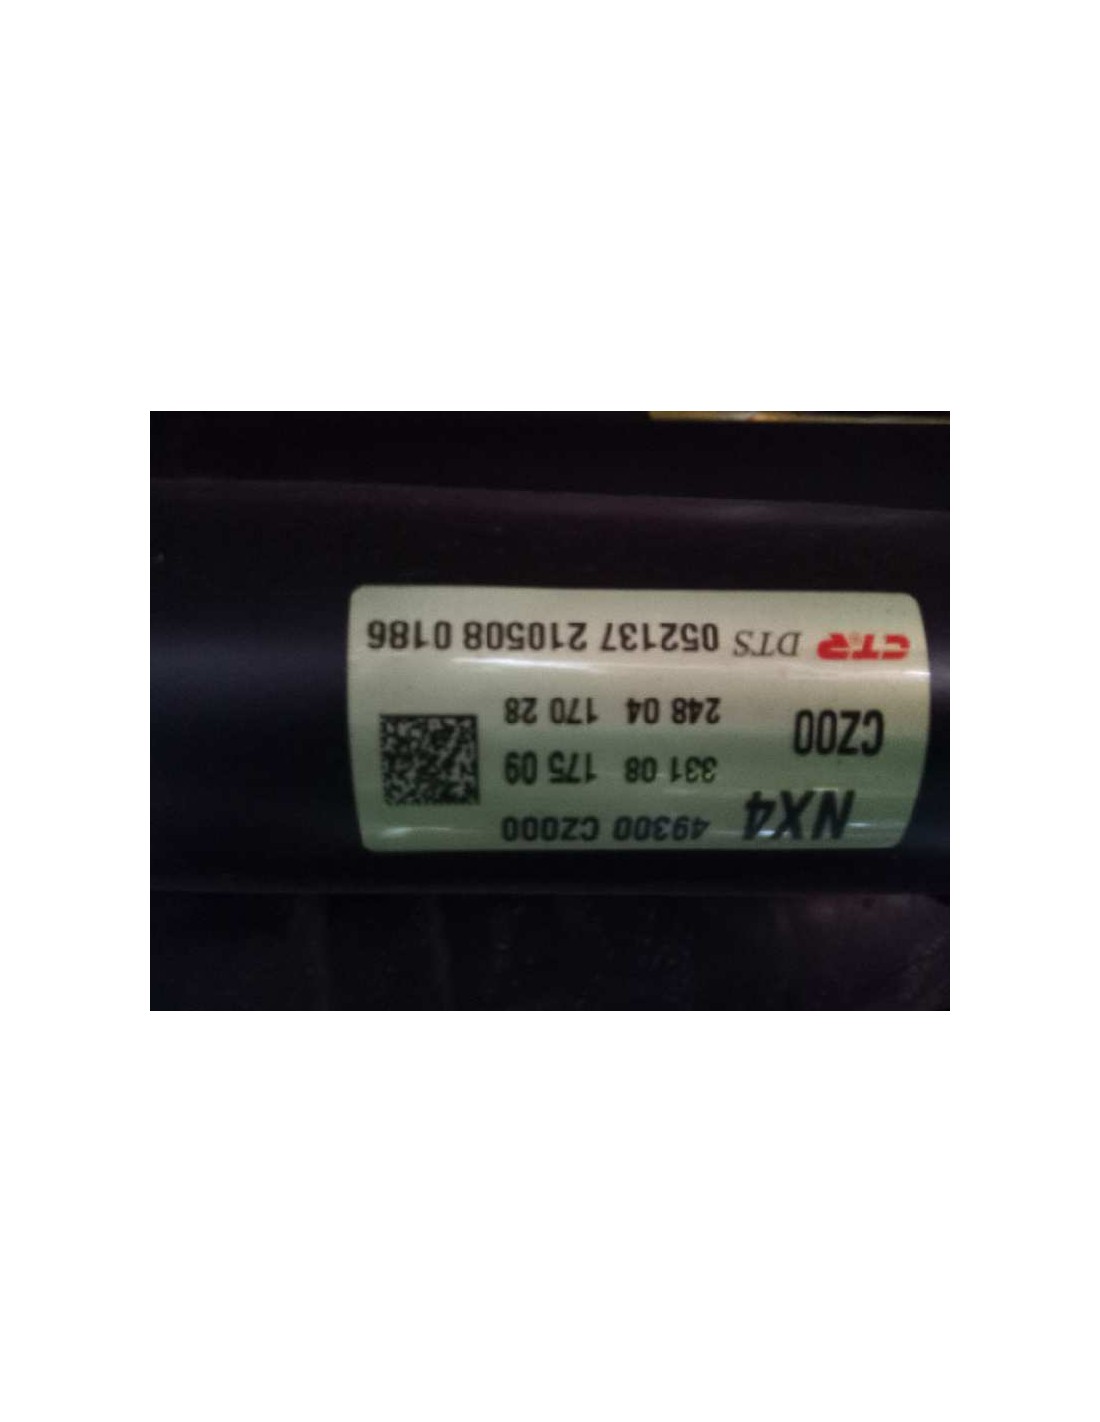 NX4 49300 CZ000
331 08 175 09
CZ00 248 04 170 28
CTR DTS 052137 210508 0186